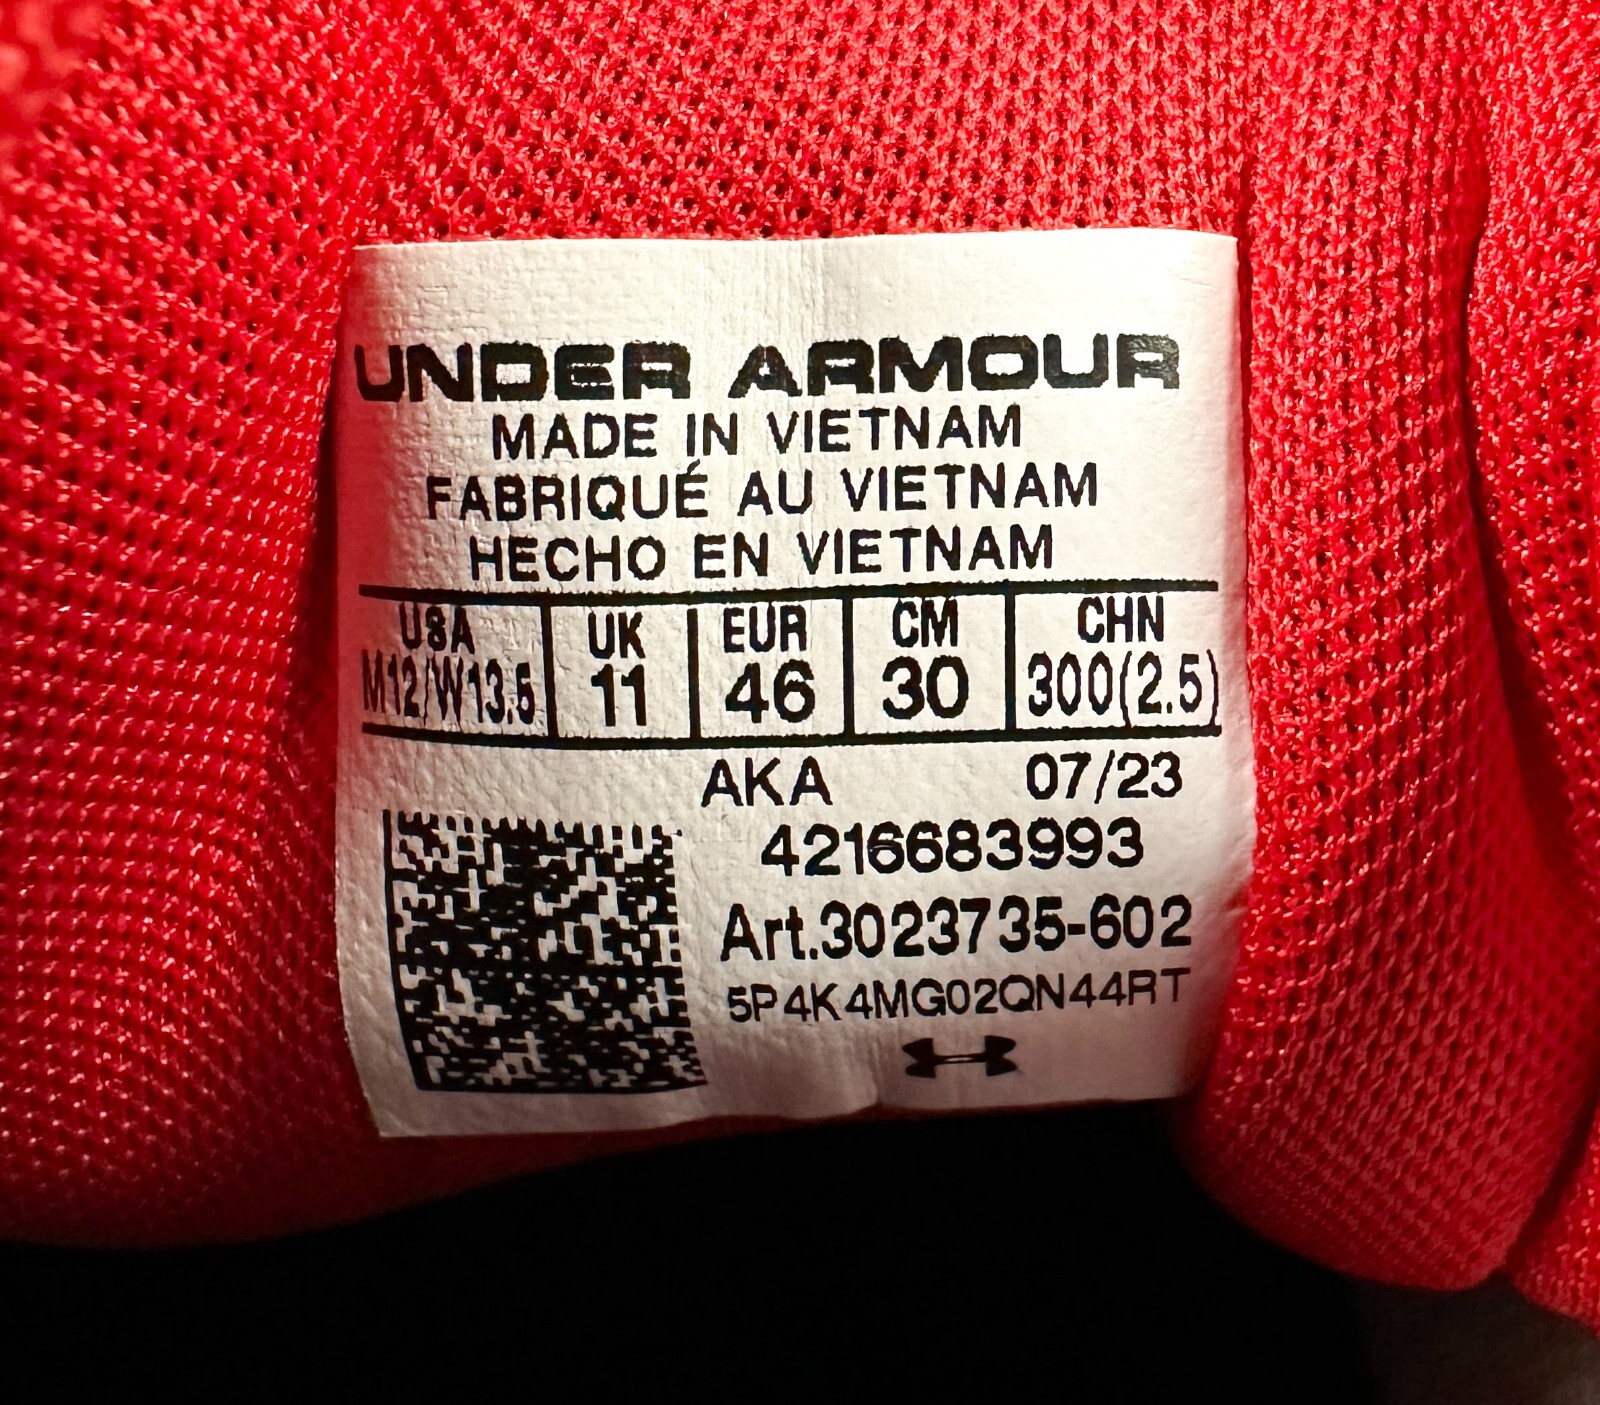 UNDER ARMOUR
MADE IN VIETNAM
FABRIQUÉ AU VIETNAM
HECHO EN VIETNAM
USA UK EUR CM CHN
M12/W13.5 11 46 30 300(2.5)
AKA 07/23
4216683993
Art.3023735-602
5P4K4MG02QN44RT